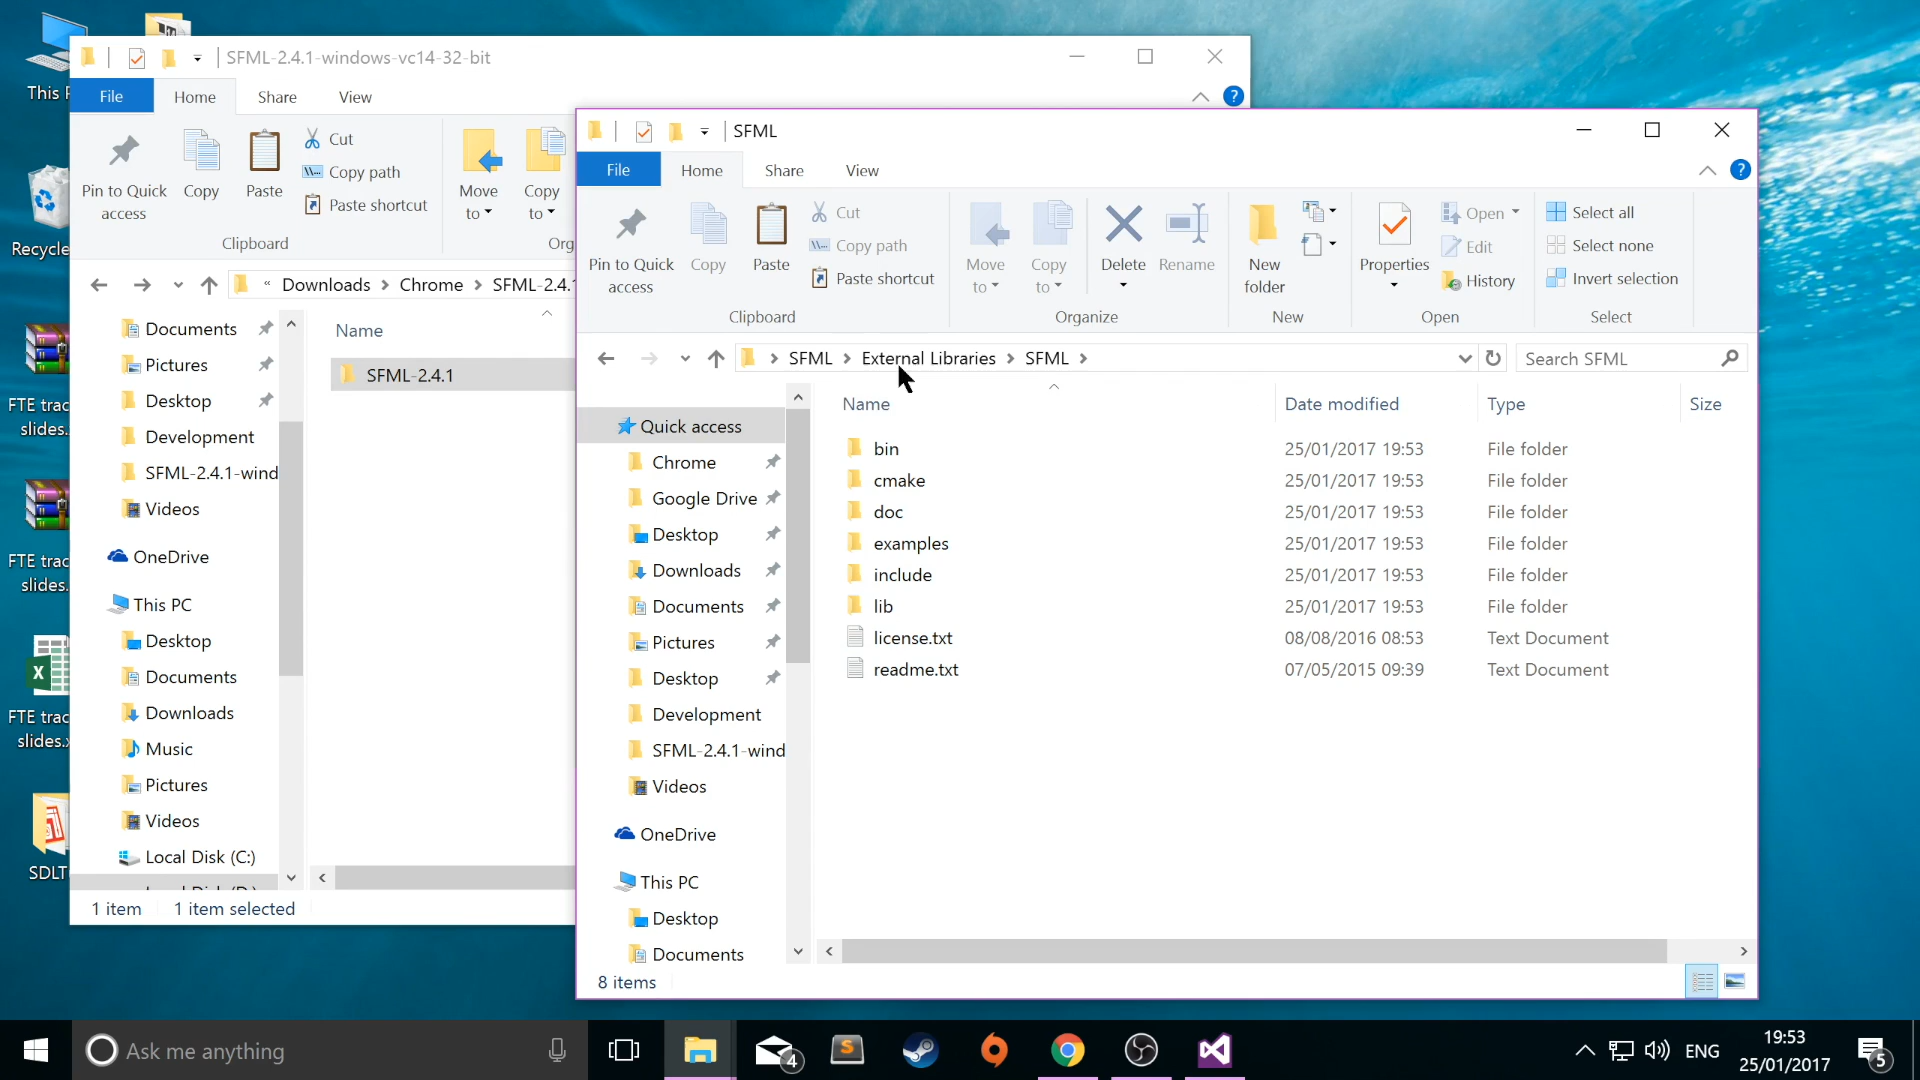 This P
Recycle
FTE trac
slides.
FTE trac
slides.
FTE trac
slides.x
SDLT
SFML-2.4.1-windows-vc14-32-bit
File
Home
Share
View
Pin to Quick
access
Copy
Paste
Cut
Copy path
Paste shortcut
Clipboard
Move
to
Copy
to
Org
« Downloads > Chrome > SFML-2.4.1
Documents
Pictures
Desktop
Development
SFML-2.4.1-wind
Videos
OneDrive
This PC
Desktop
Documents
Downloads
Music
Pictures
Videos
Local Disk (C:)
Name
SFML-2.4.1
1 item
1 item selected
SFML
File
Home
Share
View
Pin to Quick
access
Copy
Paste
Cut
Copy path
Paste shortcut
Clipboard
Move
to
Copy
to
Delete
Rename
Organize
New
folder
New
Properties
Open
Edit
History
Open
Select all
Select none
Invert selection
Select
> SFML > External Libraries > SFML >
Search SFML
Quick access
Chrome
Google Drive
Desktop
Downloads
Documents
Pictures
Desktop
Development
SFML-2.4.1-wind
Videos
OneDrive
This PC
Desktop
Documents
Name Date modified Type Size
bin 25/01/2017 19:53 File folder
cmake 25/01/2017 19:53 File folder
doc 25/01/2017 19:53 File folder
examples 25/01/2017 19:53 File folder
include 25/01/2017 19:53 File folder
lib 25/01/2017 19:53 File folder
license.txt 08/08/2016 08:53 Text Document
readme.txt 07/05/2015 09:39 Text Document
8 items
Ask me anything
4
S
ENG
19:53
25/01/2017
5